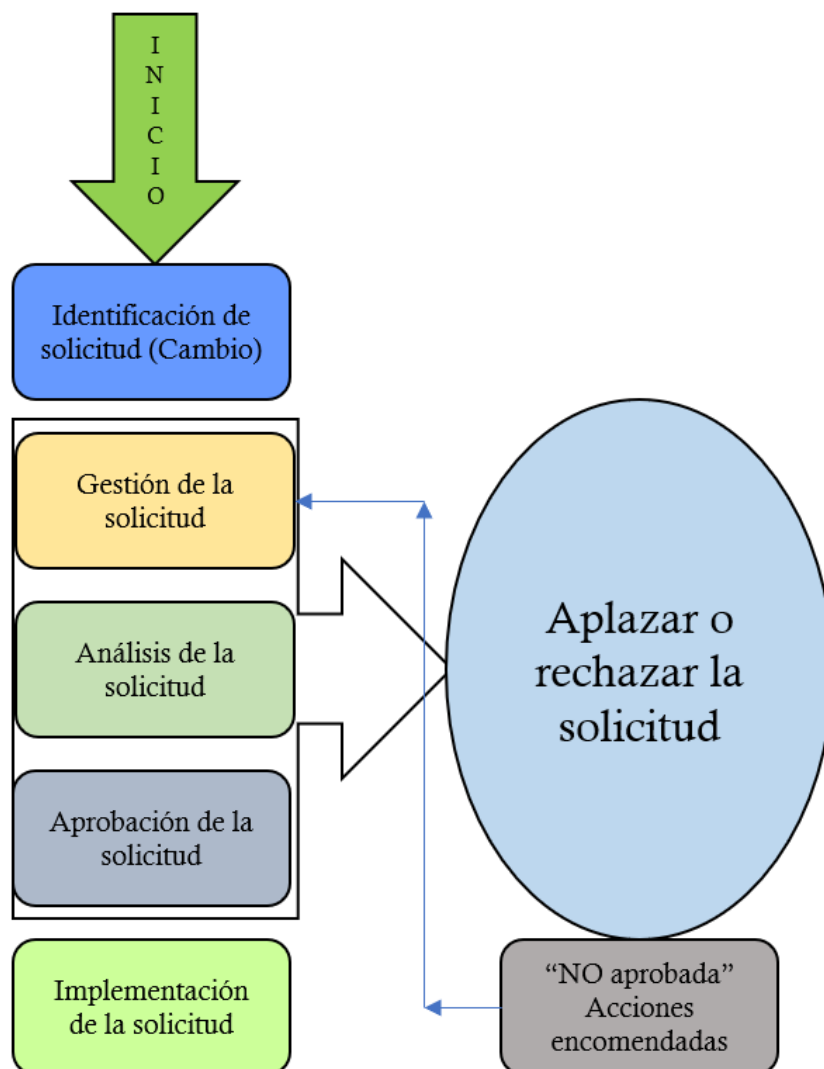 INICIO
Identificación de
solicitud (Cambio)
Gestión de la
solicitud
Análisis de la
solicitud
Aprobación de la
solicitud
Implementación
de la solicitud
Aplazar o
rechazar la
solicitud
“NO aprobada”
Acciones
encomendadas